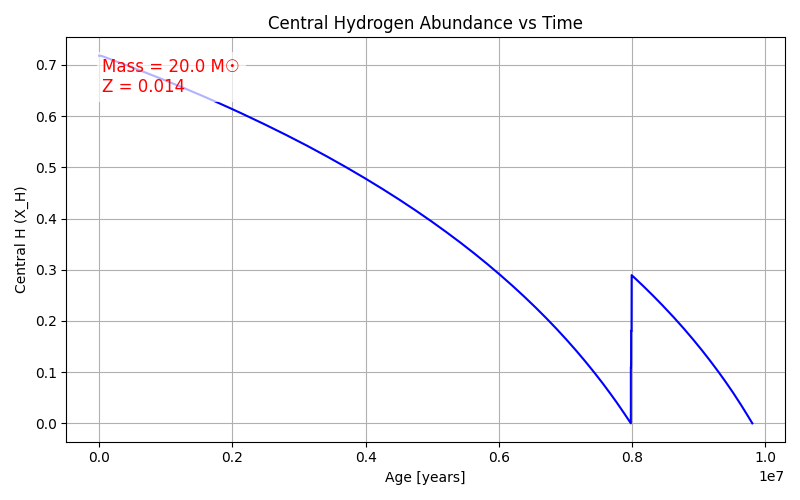 Central Hydrogen Abundance vs Time
Mass = 20.0 M☉
Z = 0.014
Central H (X_H)
0.7
0.6
0.5
0.4
0.3
0.2
0.1
0.0
0.0 0.2 0.4 0.6 0.8 1.0
1e7
Age [years]